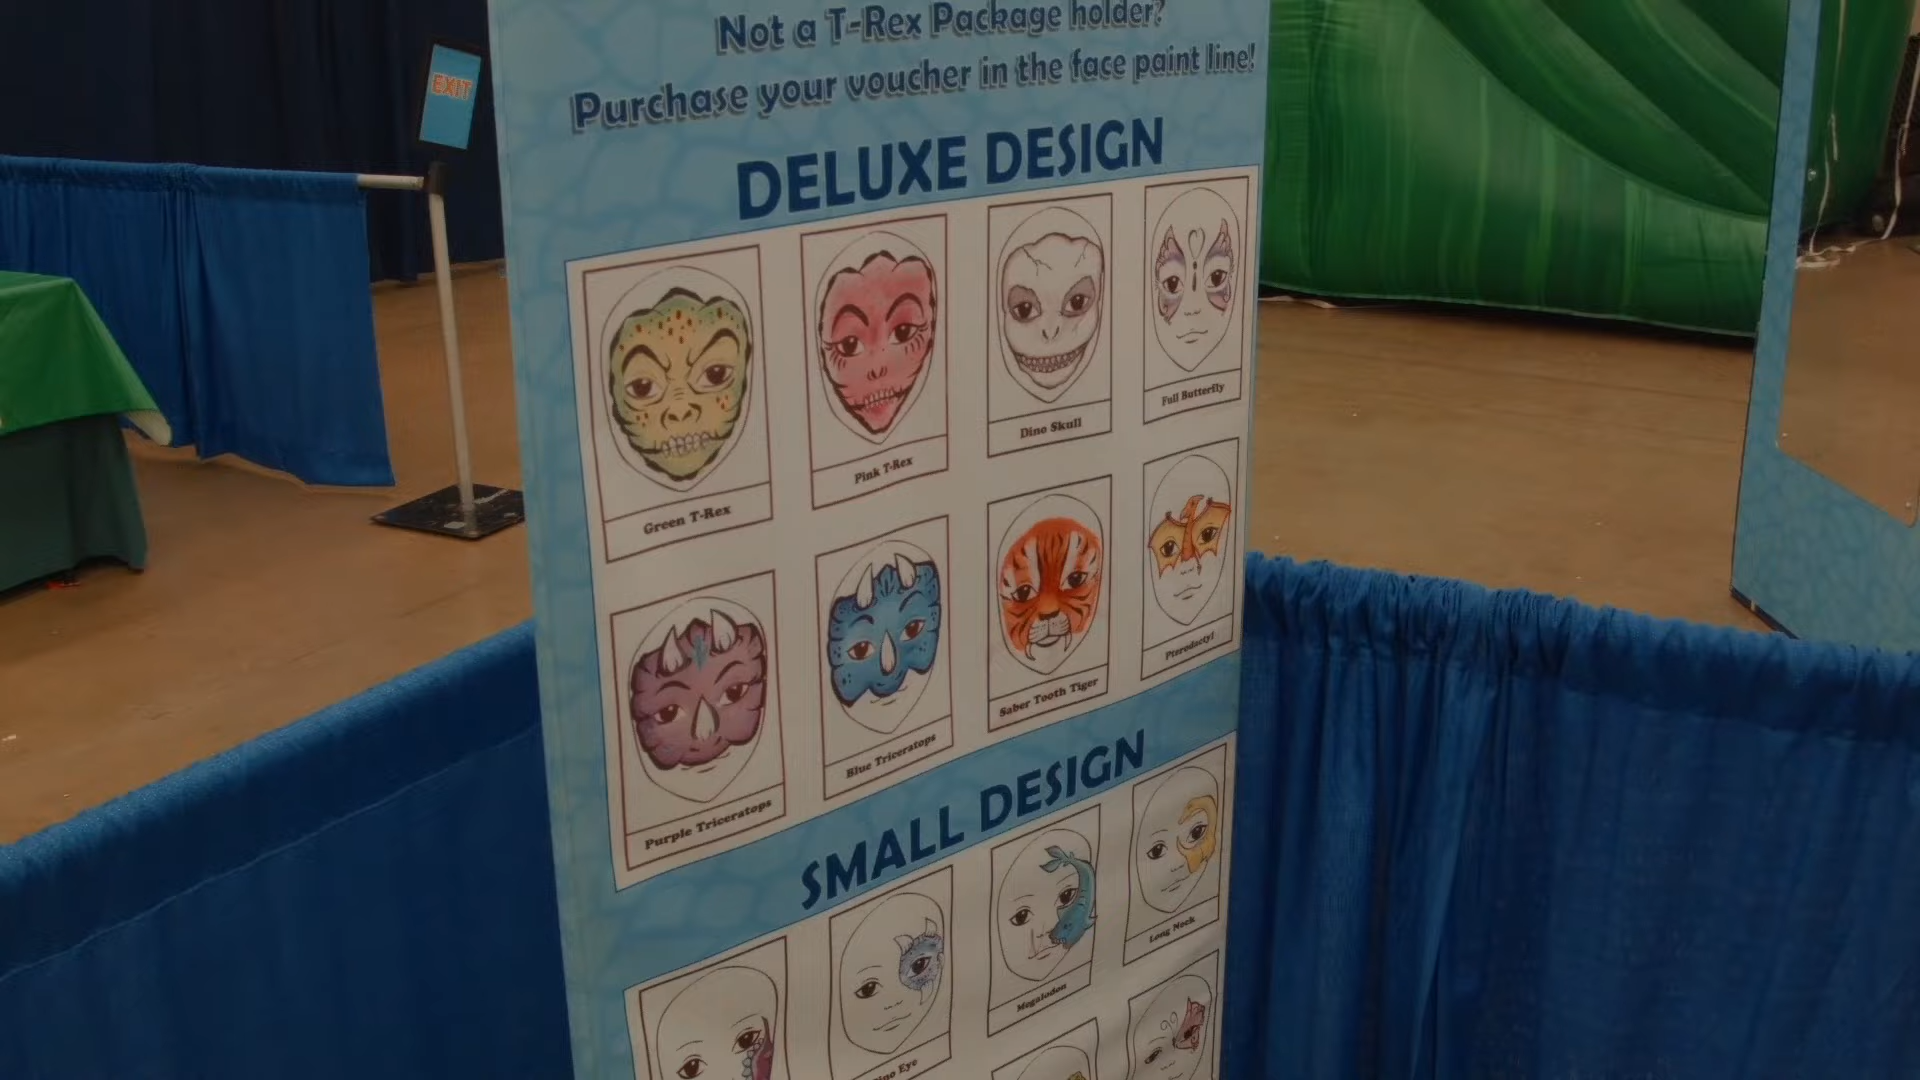 Not a T-Rex Package holder?
Purchase your voucher in the face paint line!
EXIT
DELUXE DESIGN
Green T-Rex
Pink T-Rex
Dino Skull
Full Butterfly
Purple Triceratops
Blue Triceratops
Saber Tooth Tiger
Pterodactyl
SMALL DESIGN
Eye
Megalodon
Long Neck